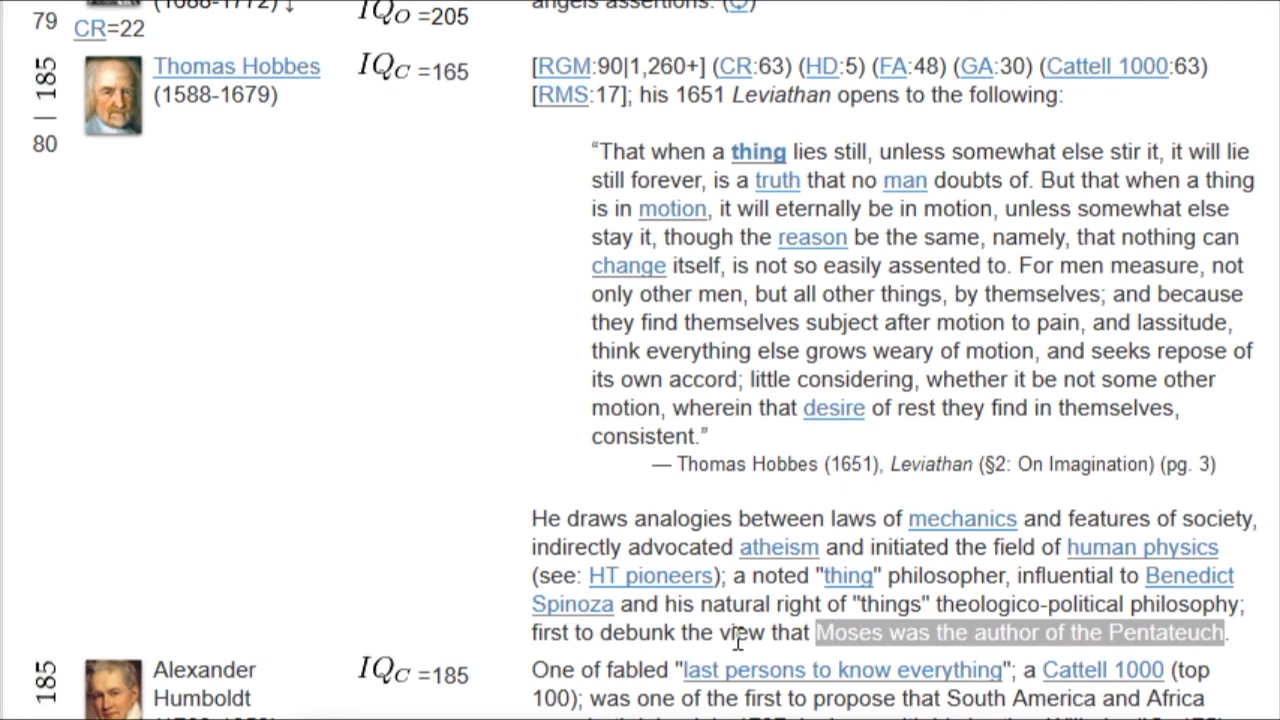 angels assertions. (Q)
79
CR=22
IQO =205
185 | 80
Thomas Hobbes
(1588-1679)
IQC =165
[RGM:90|1,260+] (CR:63) (HD:5) (FA:48) (GA:30) (Cattell 1000:63)
[RMS:17]; his 1651 Leviathan opens to the following:
“That when a thing lies still, unless somewhat else stir it, it will lie
still forever, is a truth that no man doubts of. But that when a thing
is in motion, it will eternally be in motion, unless somewhat else
stay it, though the reason be the same, namely, that nothing can
change itself, is not so easily assented to. For men measure, not
only other men, but all other things, by themselves; and because
they find themselves subject after motion to pain, and lassitude,
think everything else grows weary of motion, and seeks repose of
its own accord; little considering, whether it be not some other
motion, wherein that desire of rest they find in themselves,
consistent.”
— Thomas Hobbes (1651), Leviathan (§2: On Imagination) (pg. 3)
He draws analogies between laws of mechanics and features of society,
indirectly advocated atheism and initiated the field of human physics
(see: HT pioneers); a noted "thing" philosopher, influential to Benedict
Spinoza and his natural right of "things" theologico-political philosophy;
first to debunk the view that Moses was the author of the Pentateuch.
185
Alexander
Humboldt
IQC =185
One of fabled "last persons to know everything"; a Cattell 1000 (top
100); was one of the first to propose that South America and Africa